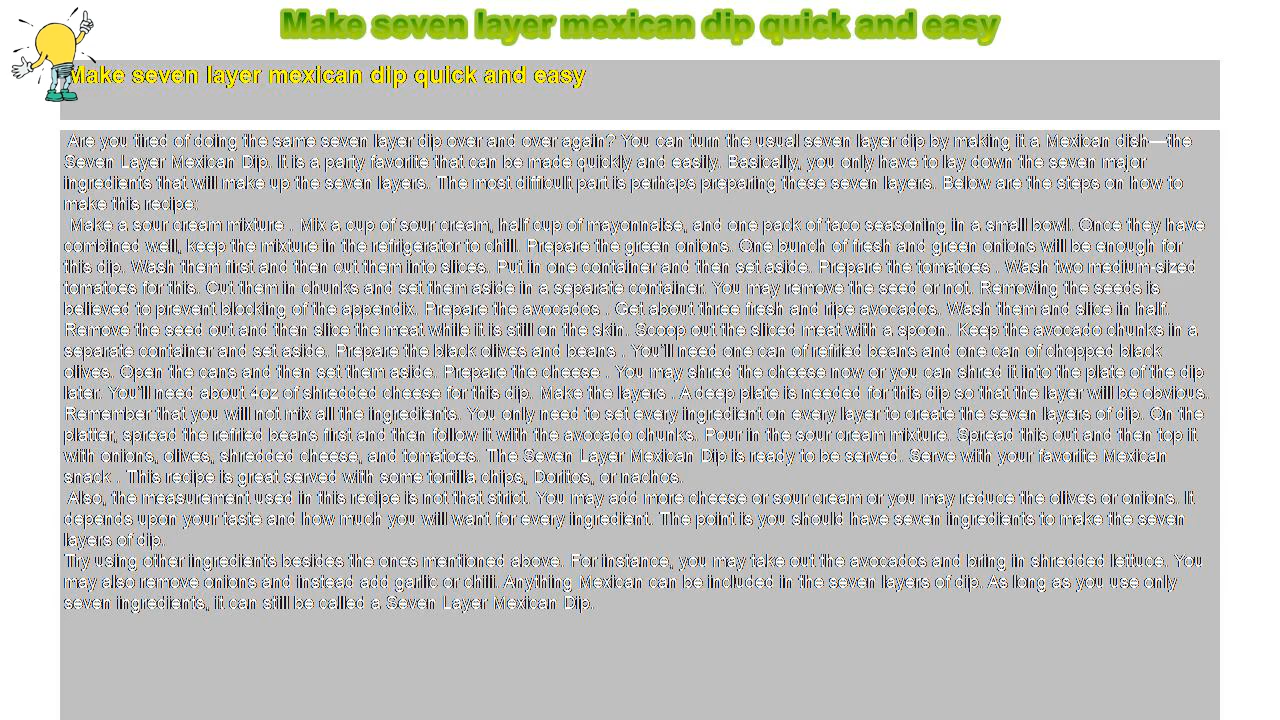 Make seven layer mexican dip quick and easy
Make seven layer mexican dip quick and easy
Are you tired of doing the same seven layer dip over and over again? You can turn the usual seven layer dip by making it a Mexican dish—the
Seven Layer Mexican Dip. It is a party favorite that can be made quickly and easily. Basically, you only have to lay down the seven major
ingredients that will make up the seven layers. The most difficult part is perhaps preparing these seven layers. Below are the steps on how to
make this recipe:
Make a sour cream mixture . Mix a cup of sour cream, half cup of mayonnaise, and one pack of taco seasoning in a small bowl. Once they have
combined well, keep the mixture in the refrigerator to chill. Prepare the green onions. One bunch of fresh and green onions will be enough for
this dip. Wash them first and then cut them into slices. Put in one container and then set aside. Prepare the tomatoes . Wash two medium-sized
tomatoes for this. Cut them in chunks and set them aside in a separate container. You may remove the seed or not. Removing the seeds is
believed to prevent blocking of the appendix. Prepare the avocados . Get about three fresh and ripe avocados. Wash them and slice in half.
Remove the seed out and then slice the meat while it is still on the skin. Scoop out the sliced meat with a spoon. Keep the avocado chunks in a
separate container and set aside. Prepare the black olives and beans . You'll need one can of refried beans and one can of chopped black
olives. Open the cans and then set them aside. Prepare the cheese . You may shred the cheese now or you can shred it into the plate of the dip
later. You'll need about 4oz of shredded cheese for this dip. Make the layers . A deep plate is needed for this dip so that the layer will be obvious.
Remember that you will not mix all the ingredients. You only need to set every ingredient on every layer to create the seven layers of dip. On the
platter, spread the refried beans first and then follow it with the avocado chunks. Pour in the sour cream mixture. Spread this out and then top it
with onions, olives, shredded cheese, and tomatoes. The Seven Layer Mexican Dip is ready to be served. Serve with your favorite Mexican
snack . This recipe is great served with some tortilla chips, Doritos, or nachos.
Also, the measurement used in this recipe is not that strict. You may add more cheese or sour cream or you may reduce the olives or onions. It
depends upon your taste and how much you will want for every ingredient. The point is you should have seven ingredients to make the seven
layers of dip.
Try using other ingredients besides the ones mentioned above. For instance, you may take out the avocados and bring in shredded lettuce. You
may also remove onions and instead add garlic or chili. Anything Mexican can be included in the seven layers of dip. As long as you use only
seven ingredients, it can still be called a Seven Layer Mexican Dip.